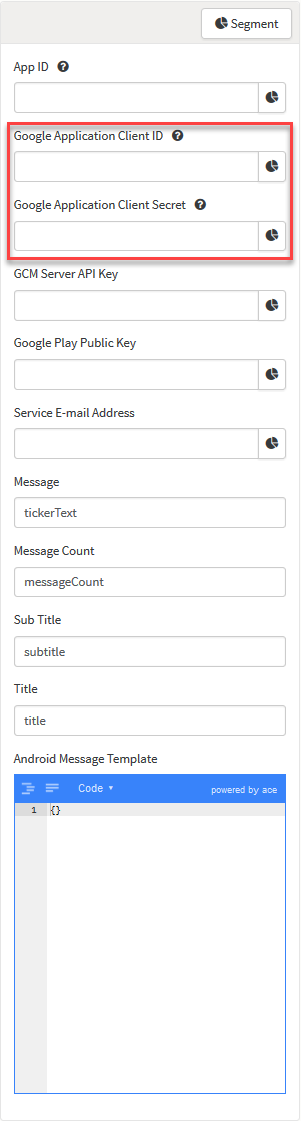 Segment
App ID
Google Application Client ID
Google Application Client Secret
GCM Server API Key
Google Play Public Key
Service E-mail Address
Message
tickerText
Message Count
messageCount
Sub Title
subtitle
Title
title
Android Message Template
Code powered by ace
1 {}